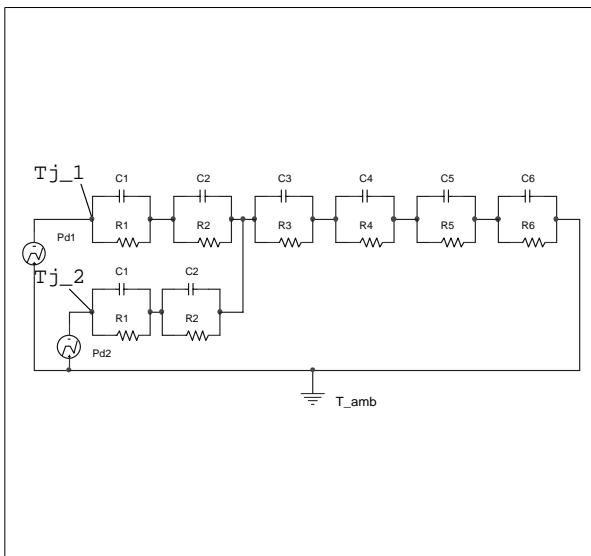 Tj_1
C1 C2 C3 C4 C5 C6
R1 R2 R3 R4 R5 R6
Pd1
Tj_2
C1 C2
R1 R2
Pd2
T_amb